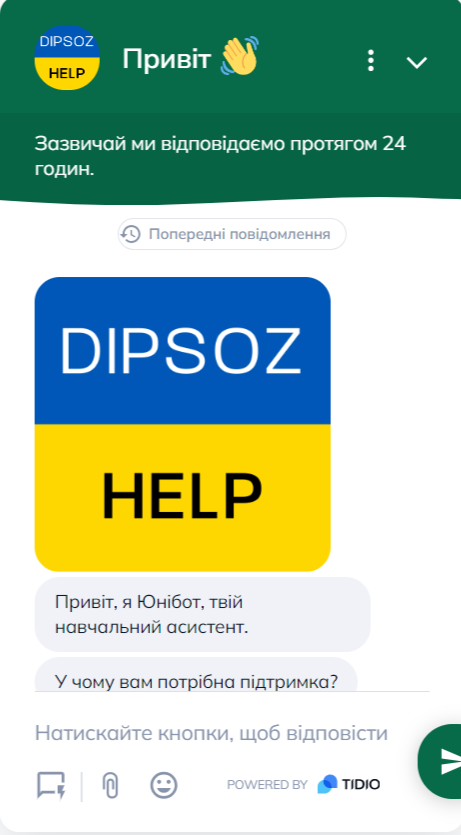 DIPSOZ
HELP
Привіт 👋
Зазвичай ми відповідаємо протягом 24
годин.
Попередні повідомлення
DIPSOZ
HELP
Привіт, я Юнібот, твій
навчальний асистент.
У чому вам потрібна підтримка?
Натискайте кнопки, щоб відповісти
POWERED BY TIDIO